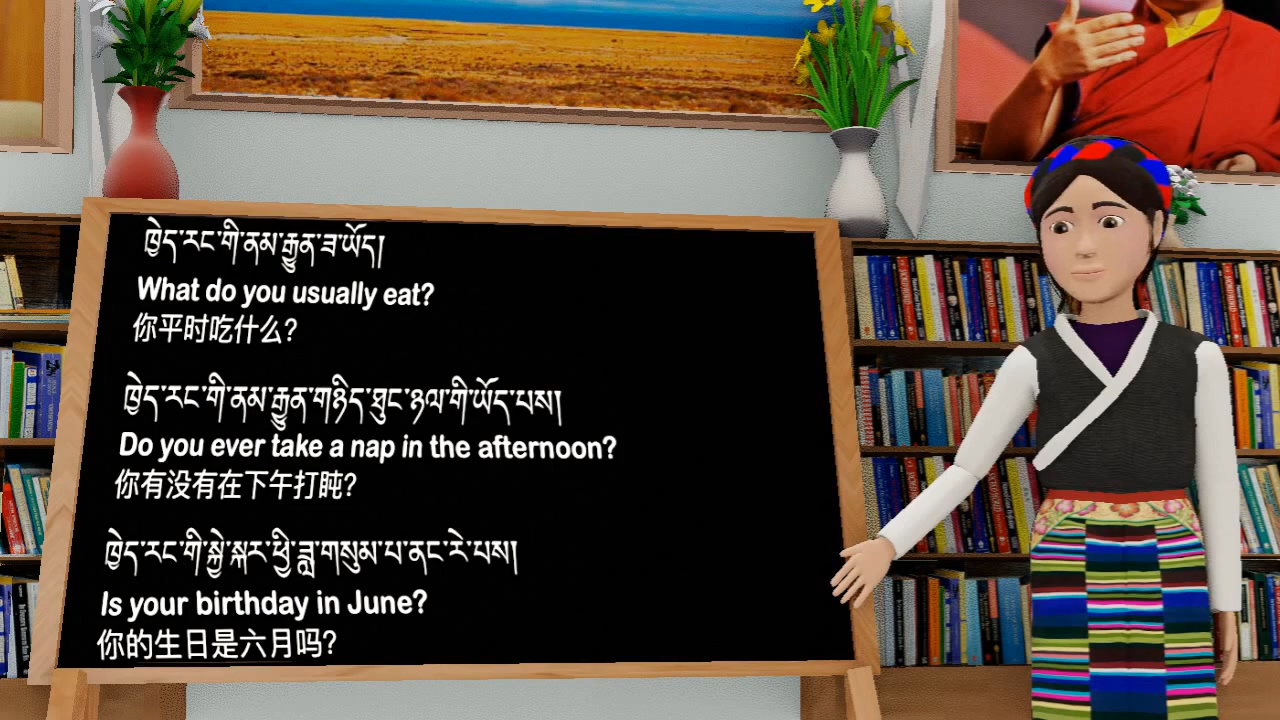 ཁྱེད་རང་གི་ནམ་རྒྱུན་ཟ་ཡོད།
What do you usually eat?
你平时吃什么?
ཁྱེད་རང་གི་ནམ་རྒྱུན་གཉིད་ཐུང་ཉལ་གི་ཡོད་པས།
Do you ever take a nap in the afternoon?
你有没有在下午打盹?
ཁྱེད་རང་གི་སྐྱེ་སྐར་ཕྱི་ཟླ་གསུམ་པ་ནང་རེ་པས།
Is your birthday in June?
你的生日是六月吗?